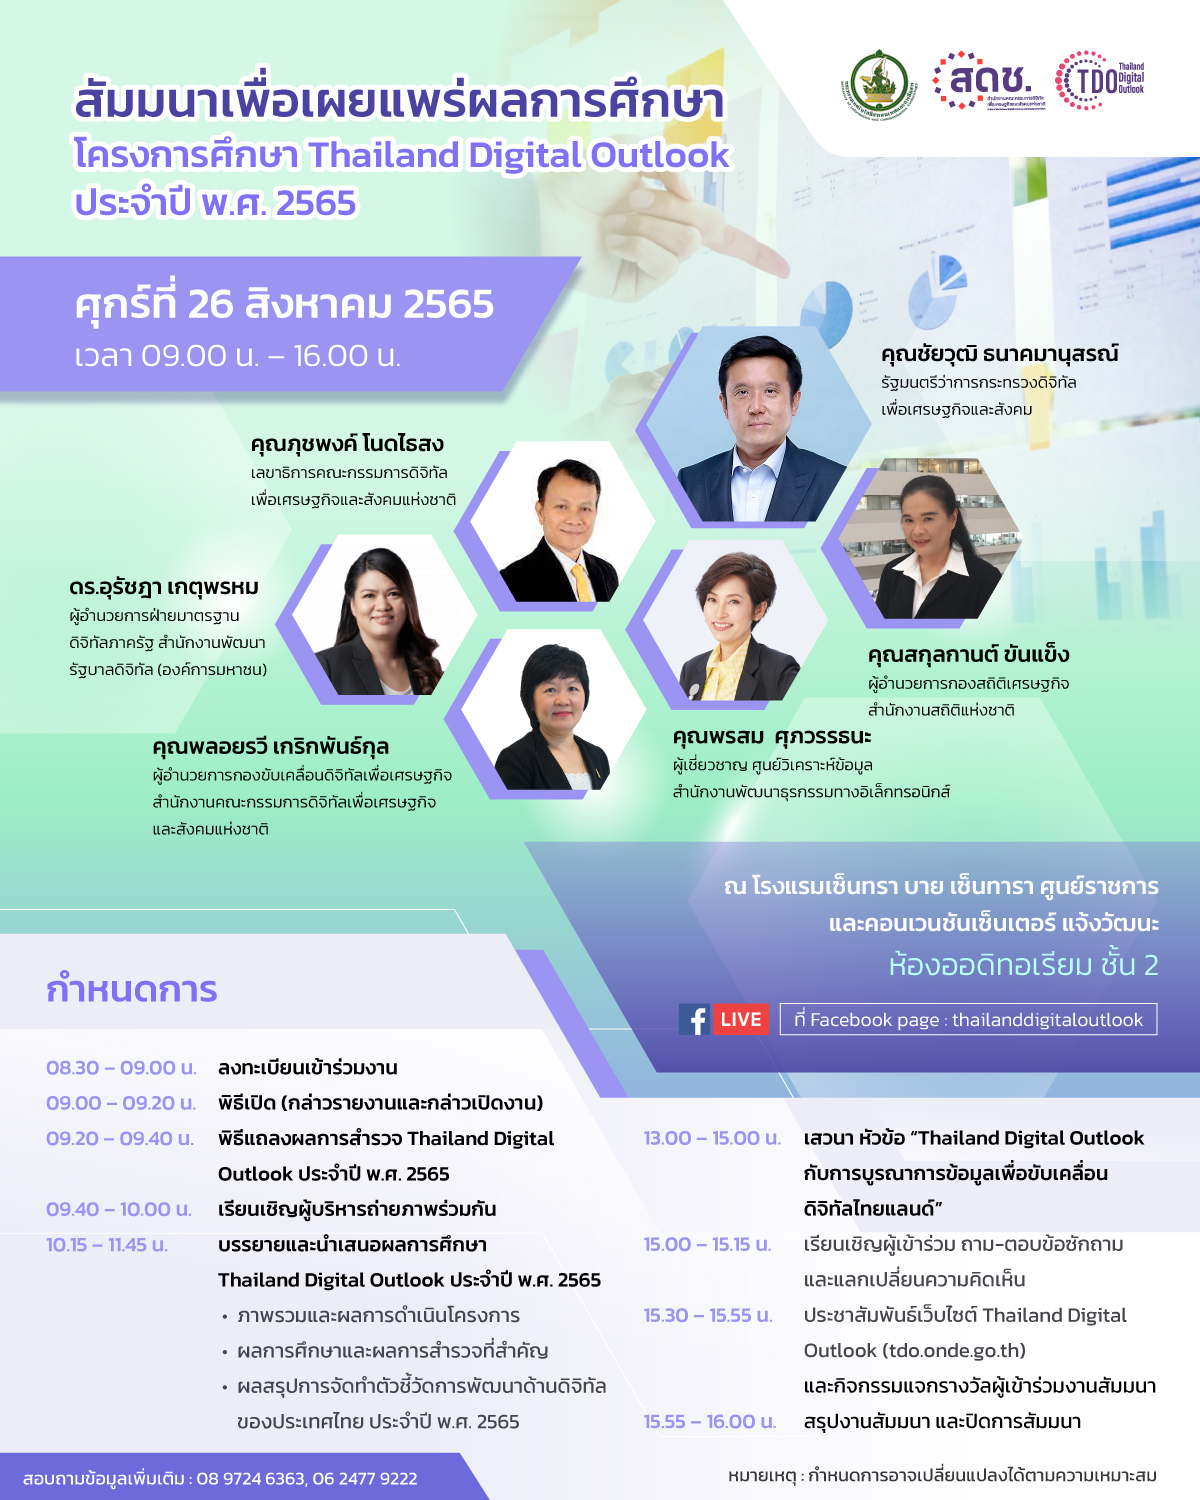 สดช.
สำนักงานคณะกรรมการดิจิทัล
เพื่อเศรษฐกิจและสังคมแห่งชาติ
TDO
Thailand
Digital
Outlook
สัมมนาเพื่อเผยแพร่ผลการศึกษา
โครงการศึกษา Thailand Digital Outlook
ประจำปี พ.ศ. 2565
ศุกร์ที่ 26 สิงหาคม 2565
เวลา 09.00 น. – 16.00 น.
คุณชัยวุฒิ ธนาคมานุสรณ์
รัฐมนตรีว่าการกระทรวงดิจิทัล
เพื่อเศรษฐกิจและสังคม
คุณภุชพงค์ โนดไธสง
เลขาธิการคณะกรรมการดิจิทัล
เพื่อเศรษฐกิจและสังคมแห่งชาติ
ดร.อุรัชฎา เกตุพรหม
ผู้อำนวยการฝ่ายมาตรฐาน
ดิจิทัลภาครัฐ สำนักงานพัฒนา
รัฐบาลดิจิทัล (องค์การมหาชน)
คุณสกุลกานต์ ขันแข็ง
ผู้อำนวยการกองสถิติเศรษฐกิจ
สำนักงานสถิติแห่งชาติ
คุณพรสม ศุภวรรธนะ
ผู้เชี่ยวชาญ ศูนย์วิเคราะห์ข้อมูล
สำนักงานพัฒนาธุรกรรมทางอิเล็กทรอนิกส์
คุณพลอยรวี เกริกพันธ์กุล
ผู้อำนวยการกองขับเคลื่อนดิจิทัลเพื่อเศรษฐกิจ
สำนักงานคณะกรรมการดิจิทัลเพื่อเศรษฐกิจ
และสังคมแห่งชาติ
ณ โรงแรมเซ็นทรา บาย เซ็นทารา ศูนย์ราชการ
และคอนเวนชันเซ็นเตอร์ แจ้งวัฒนะ
ห้องออดิทอเรียม ชั้น 2
f LIVE ที่ Facebook page : thailanddigitaloutlook
กำหนดการ
08.30 – 09.00 น. ลงทะเบียนเข้าร่วมงาน
09.00 – 09.20 น. พิธีเปิด (กล่าวรายงานและกล่าวเปิดงาน)
09.20 – 09.40 น. พิธีแถลงผลการสำรวจ Thailand Digital
Outlook ประจำปี พ.ศ. 2565
09.40 – 10.00 น. เรียนเชิญผู้บริหารถ่ายภาพร่วมกัน
10.15 – 11.45 น. บรรยายและนำเสนอผลการศึกษา
Thailand Digital Outlook ประจำปี พ.ศ. 2565
• ภาพรวมและผลการดำเนินโครงการ
• ผลการศึกษาและผลการสำรวจที่สำคัญ
• ผลสรุปการจัดทำตัวชี้วัดการพัฒนาด้านดิจิทัล
ของประเทศไทย ประจำปี พ.ศ. 2565
13.00 – 15.00 น. เสวนา หัวข้อ “Thailand Digital Outlook
กับการบูรณาการข้อมูลเพื่อขับเคลื่อน
ดิจิทัลไทยแลนด์”
15.00 – 15.15 น. เรียนเชิญผู้เข้าร่วม ถาม-ตอบข้อซักถาม
และแลกเปลี่ยนความคิดเห็น
15.30 – 15.55 น. ประชาสัมพันธ์เว็บไซต์ Thailand Digital
Outlook (tdo.onde.go.th)
และกิจกรรมแจกรางวัลผู้เข้าร่วมงานสัมมนา
15.55 – 16.00 น. สรุปงานสัมมนา และปิดการสัมมนา
สอบถามข้อมูลเพิ่มเติม : 08 9724 6363, 06 2477 9222
หมายเหตุ : กำหนดการอาจเปลี่ยนแปลงได้ตามความเหมาะสม